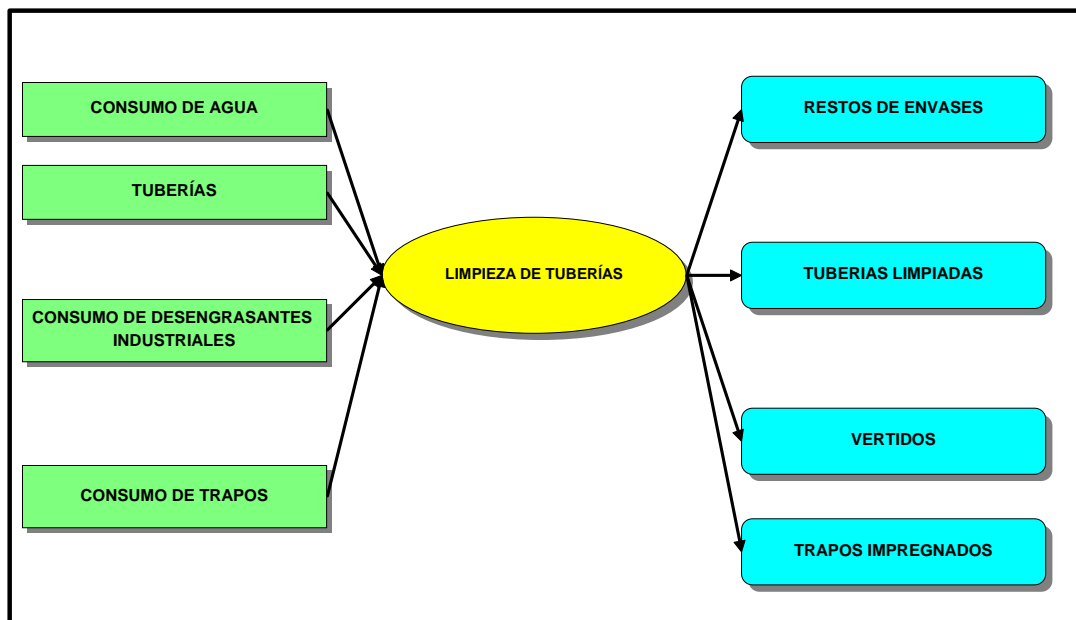 CONSUMO DE AGUA
TUBERÍAS
CONSUMO DE DESENGRASANTES
INDUSTRIALES
CONSUMO DE TRAPOS
LIMPIEZA DE TUBERÍAS
RESTOS DE ENVASES
TUBERIAS LIMPIADAS
VERTIDOS
TRAPOS IMPREGNADOS